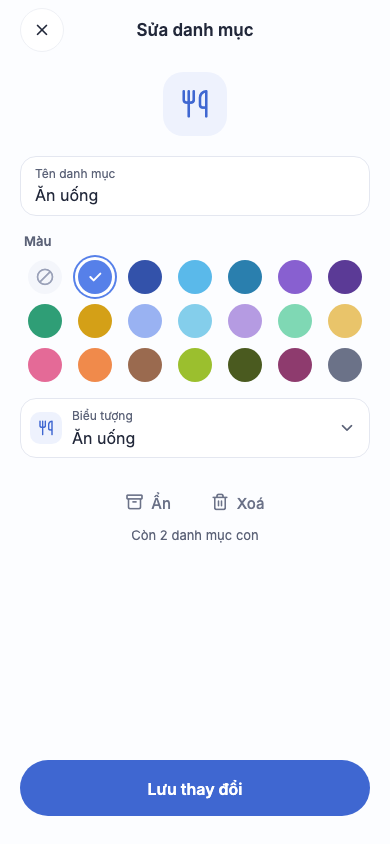 Sửa danh mục
Tên danh mục
Ăn uống
Màu
Biểu tượng
Ăn uống
Ẩn
Xoá
Còn 2 danh mục con
Lưu thay đổi